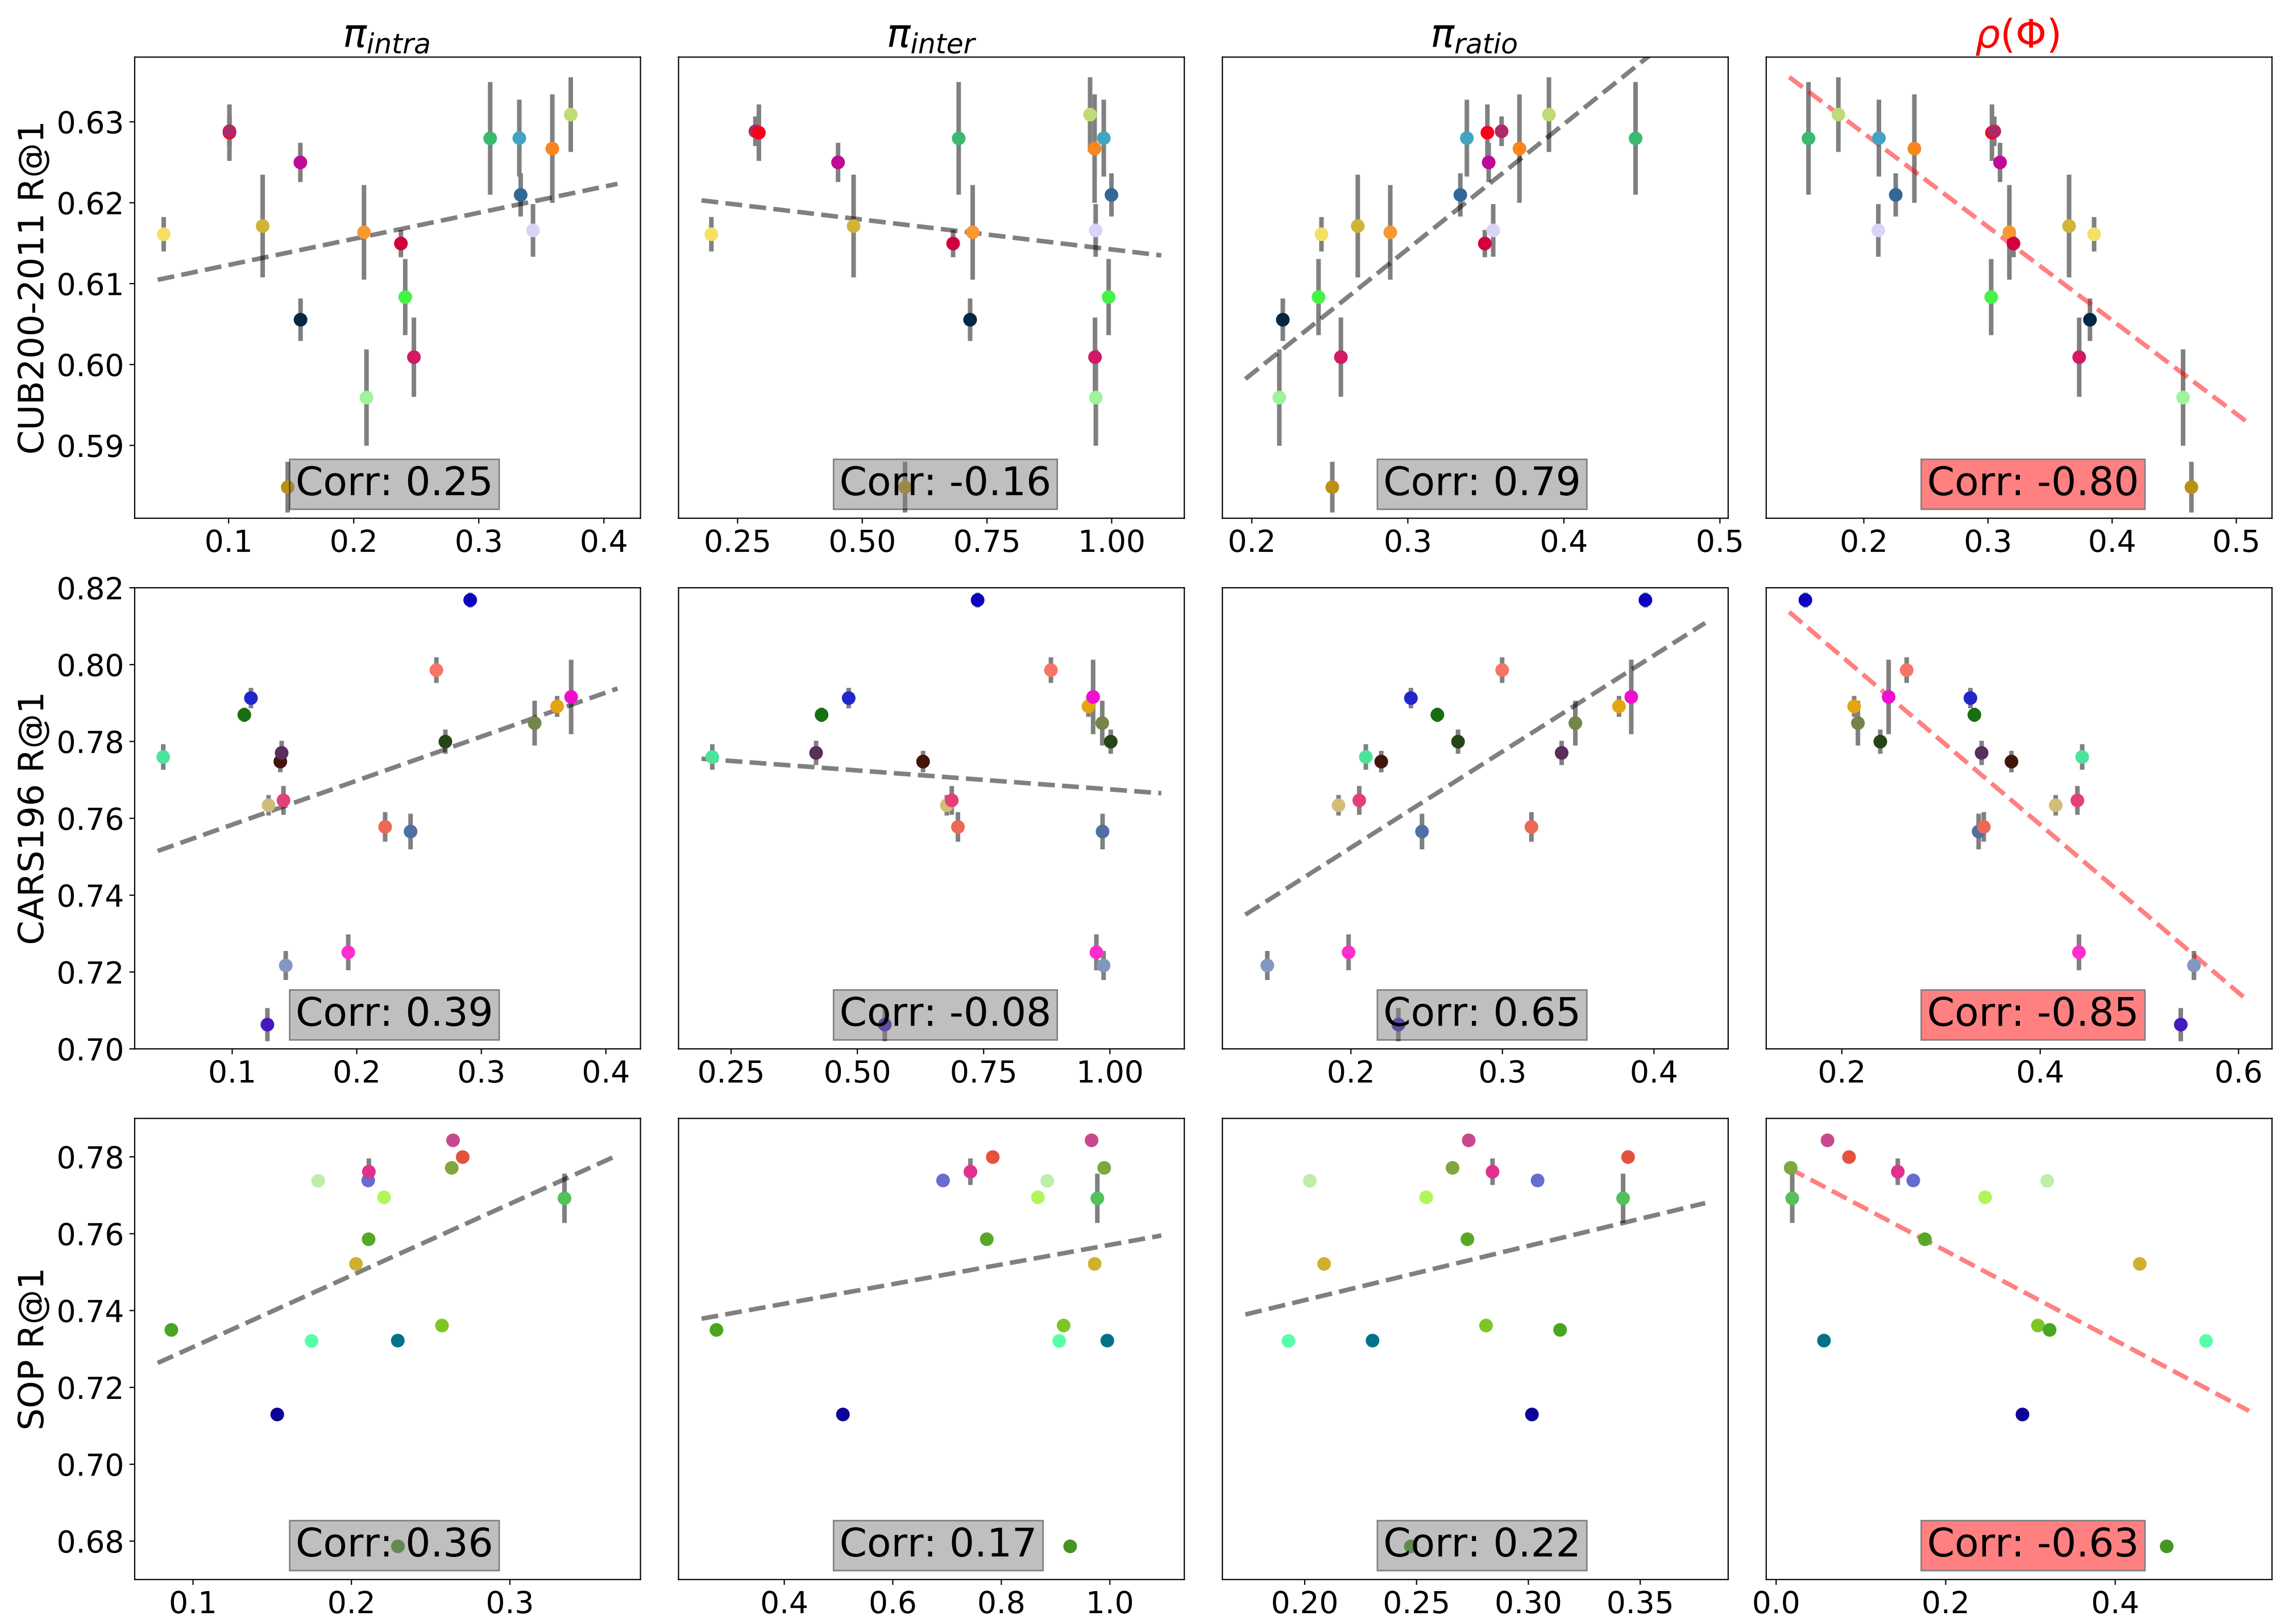 π_intra π_inter π_ratio ρ(Φ)
CUB200-2011 R@1
0.63
0.62
0.61
0.60
0.59
Corr: 0.25
Corr: -0.16
Corr: 0.79
Corr: -0.80
0.1 0.2 0.3 0.4
0.25 0.50 0.75 1.00
0.2 0.3 0.4 0.5
0.2 0.3 0.4 0.5
CARS196 R@1
0.82
0.80
0.78
0.76
0.74
0.72
0.70
Corr: 0.39
Corr: -0.08
Corr: 0.65
Corr: -0.85
0.1 0.2 0.3 0.4
0.25 0.50 0.75 1.00
0.2 0.3 0.4
0.2 0.4 0.6
SOP R@1
0.78
0.76
0.74
0.72
0.70
0.68
Corr: 0.36
Corr: 0.17
Corr: 0.22
Corr: -0.63
0.1 0.2 0.3
0.4 0.6 0.8 1.0
0.20 0.25 0.30 0.35
0.0 0.2 0.4